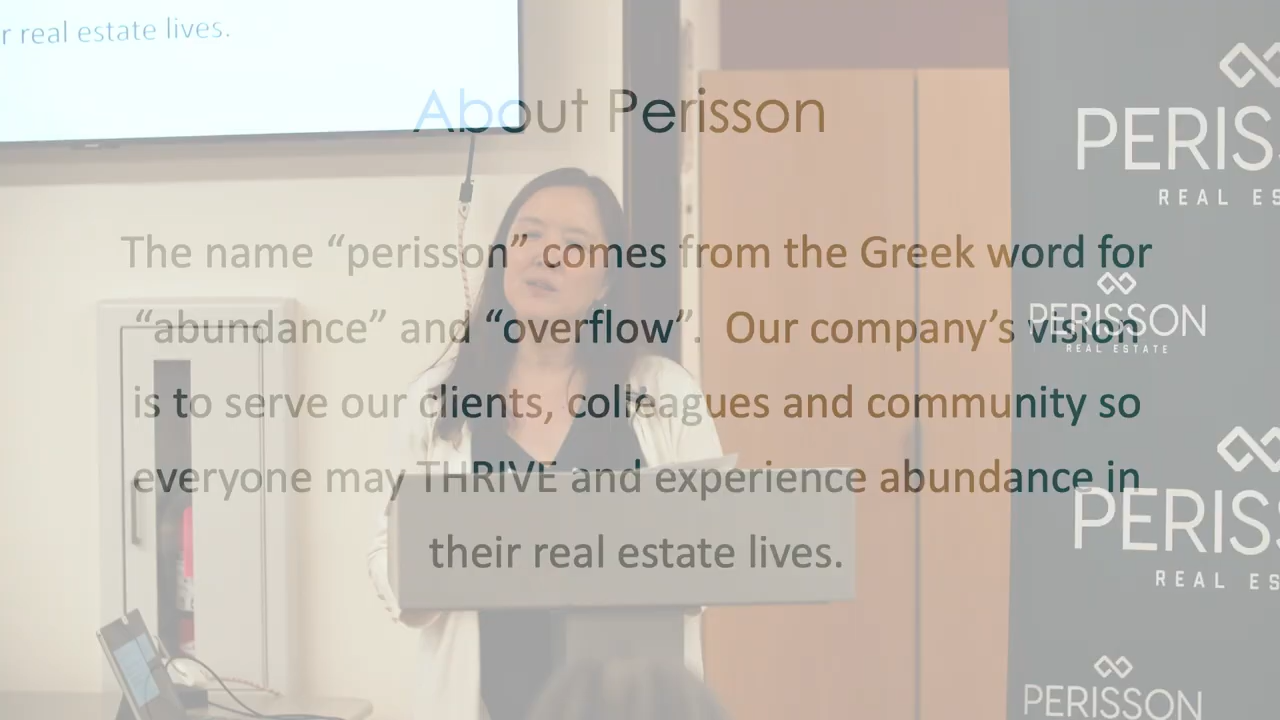 r real estate lives.
About Perisson
The name “perisson” comes from the Greek word for
“abundance” and “overflow”.  Our company’s vision
is to serve our clients, colleagues and community so
everyone may THRIVE and experience abundance in
their real estate lives.
PERIS
REAL ES
PERISSON
REAL ESTATE
PERISS
REAL ES
PERISSON